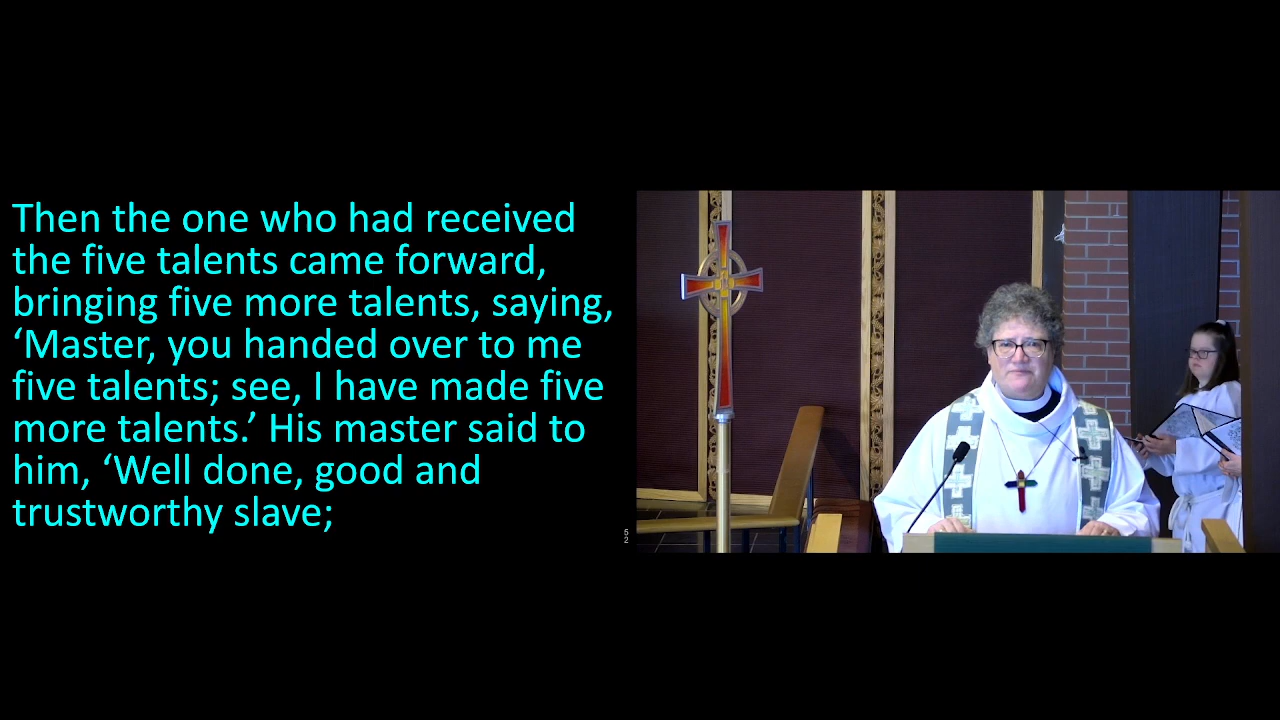 Then the one who had received
the five talents came forward,
bringing five more talents, saying,
‘Master, you handed over to me
five talents; see, I have made five
more talents.’ His master said to
him, ‘Well done, good and
trustworthy slave;
5
2